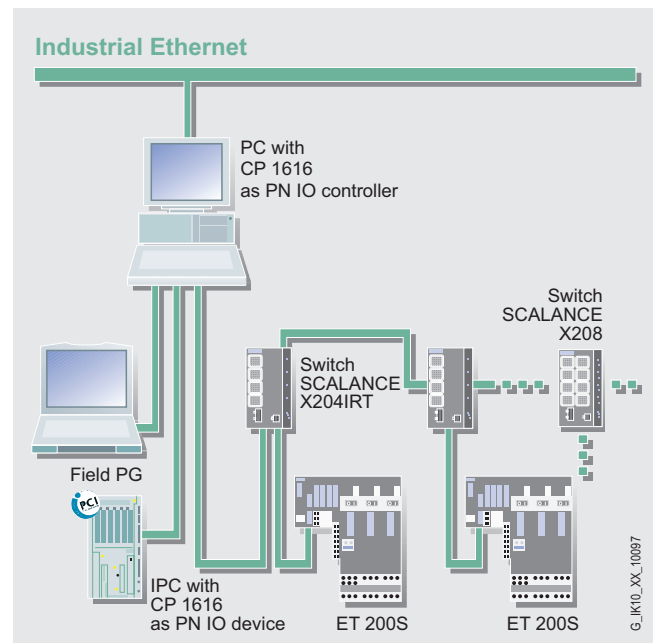 Industrial Ethernet
PC with
CP 1616
as PN IO controller
Switch
SCALANCE
X208
Switch
SCALANCE
X204IRT
Field PG
PCI
IPC with
CP 1616
as PN IO device
ET 200S
ET 200S
G_IK10_XX_10097